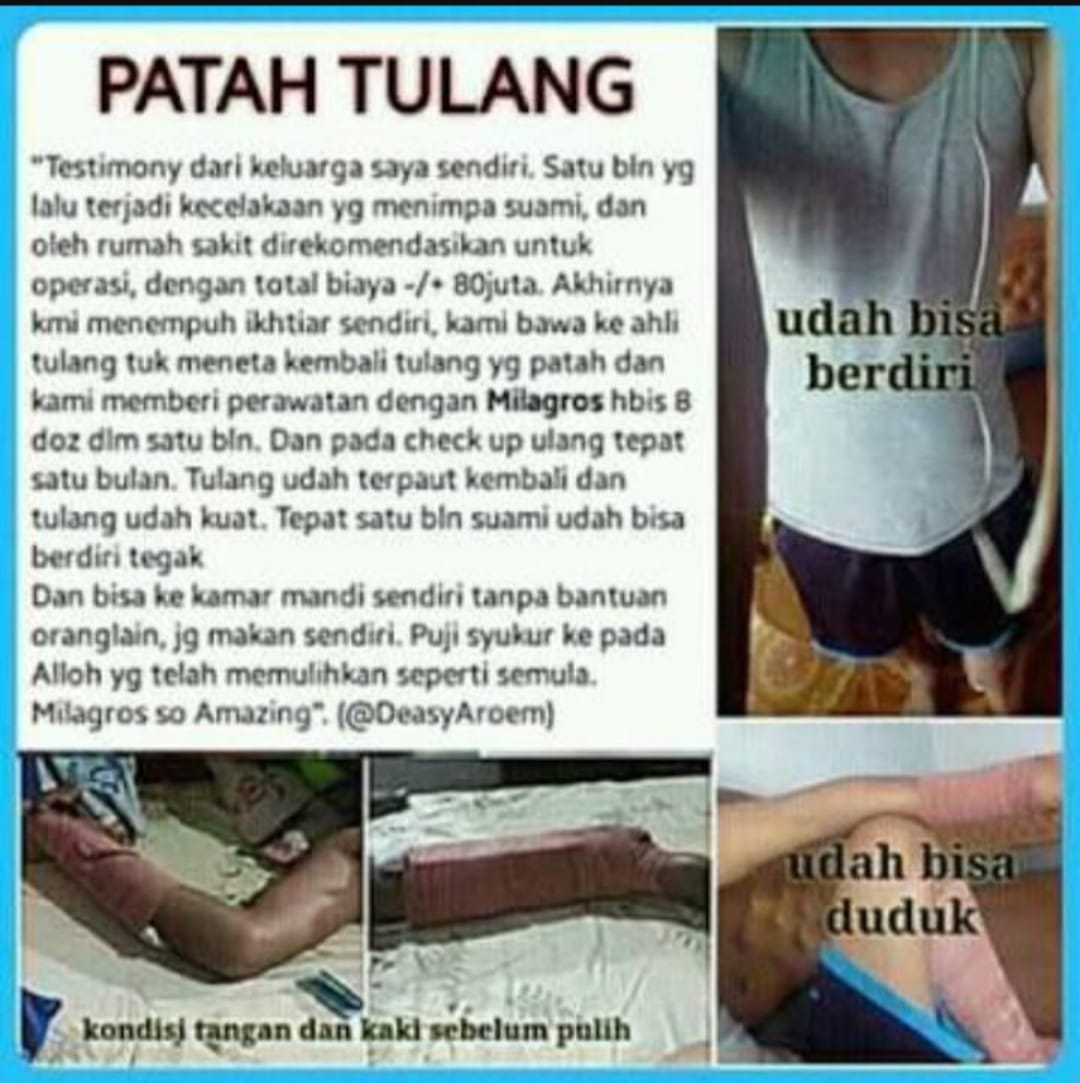 PATAH TULANG
"Testimony dari keluarga saya sendiri. Satu bln yg
lalu terjadi kecelakaan yg menimpa suami, dan
oleh rumah sakit direkomendasikan untuk
operasi, dengan total biaya -/+ 80juta. Akhirnya
kmi menempuh ikhtiar sendiri, kami bawa ke ahli
tulang tuk meneta kembali tulang yg patah dan
kami memberi perawatan dengan Milagros hbis 8
doz dlm satu bln. Dan pada check up ulang tepat
satu bulan. Tulang udah terpaut kembali dan
tulang udah kuat. Tepat satu bln suami udah bisa
berdiri tegak
Dan bisa ke kamar mandi sendiri tanpa bantuan
oranglain, jg makan sendiri. Puji syukur ke pada
Alloh yg telah memulihkan seperti semula.
Milagros so Amazing". (@DeasyAroem)
udah bisa
berdiri
udah bisa
duduk
kondisj tangan dan kaki sebelum pulih